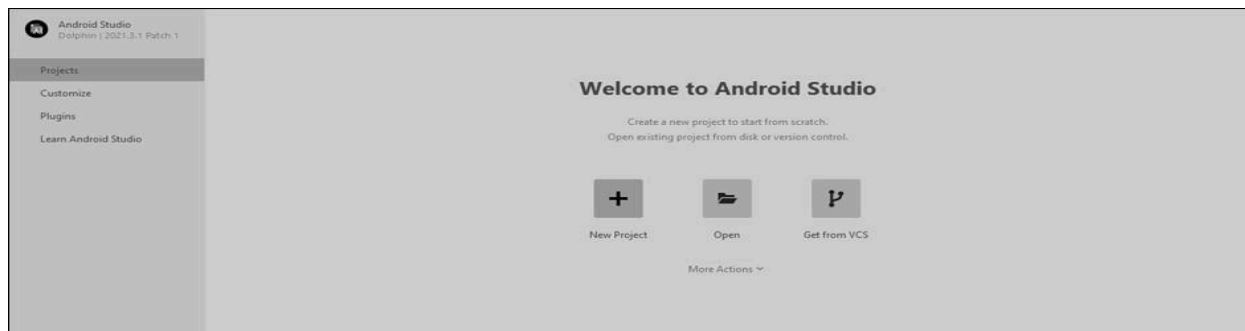 Android Studio
Dolphin | 2021.3.1 Patch 1
Projects
Customize
Plugins
Learn Android Studio
Welcome to Android Studio
Create a new project to start from scratch.
Open existing project from disk or version control.
New Project
Open
Get from VCS
More Actions